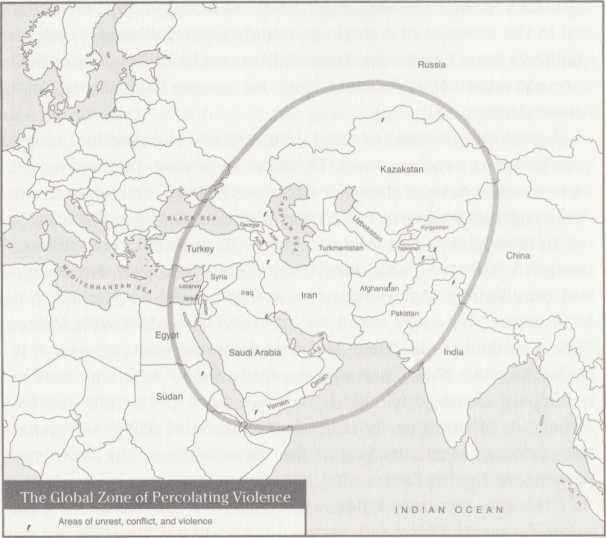 Russia
Kazakstan
BLACK SEA
Georgia
CASPIAN SEA
Uzbekistan
Kyrgyzstan
Turkey
Turkmenistan
China
MEDITERRANEAN SEA
Syria
Lebanon
Israel
Iraq
Iran
Afghanistan
Pakistan
Egypt
Saudi Arabia
India
Oman
Yemen
Sudan
The Global Zone of Percolating Violence
Areas of unrest, conflict, and violence
INDIAN OCEAN